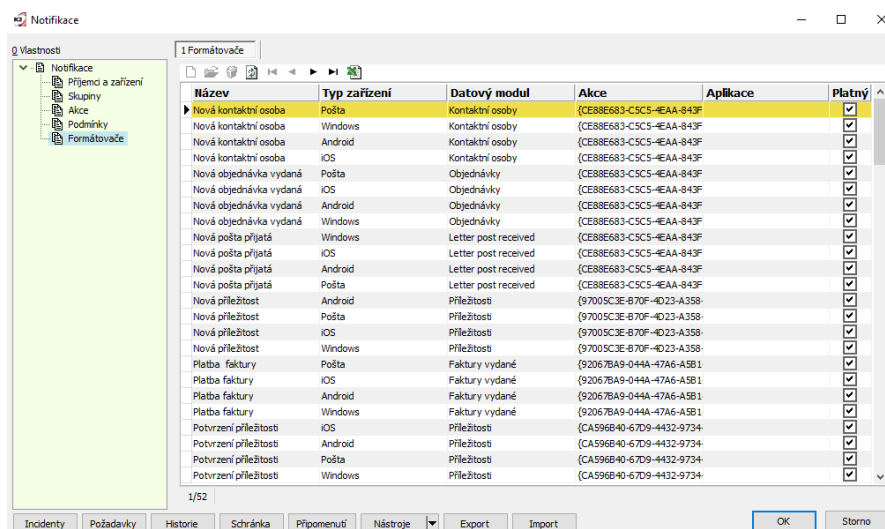 Notifikace
0 Vlastnosti
Notifikace
Příjemci a zařízení
Skupiny
Akce
Podmínky
Formátovače
1 Formátovače
Název Typ zařízení Datový modul Akce Aplikace Platný
Nová kontaktní osoba Pošta Kontaktní osoby {CE88E683-C5C5-4EAA-843F
Nová kontaktní osoba Windows Kontaktní osoby {CE88E683-C5C5-4EAA-843F
Nová kontaktní osoba Android Kontaktní osoby {CE88E683-C5C5-4EAA-843F
Nová kontaktní osoba iOS Kontaktní osoby {CE88E683-C5C5-4EAA-843F
Nová objednávka vydaná Pošta Objednávky {CE88E683-C5C5-4EAA-843F
Nová objednávka vydaná iOS Objednávky {CE88E683-C5C5-4EAA-843F
Nová objednávka vydaná Android Objednávky {CE88E683-C5C5-4EAA-843F
Nová objednávka vydaná Windows Objednávky {CE88E683-C5C5-4EAA-843F
Nová pošta přijatá Windows Letter post received {CE88E683-C5C5-4EAA-843F
Nová pošta přijatá iOS Letter post received {CE88E683-C5C5-4EAA-843F
Nová pošta přijatá Android Letter post received {CE88E683-C5C5-4EAA-843F
Nová pošta přijatá Pošta Letter post received {CE88E683-C5C5-4EAA-843F
Nová příležitost Android Příležitosti {97005C3E-B70F-4D23-A358-
Nová příležitost Pošta Příležitosti {97005C3E-B70F-4D23-A358-
Nová příležitost iOS Příležitosti {97005C3E-B70F-4D23-A358-
Nová příležitost Windows Příležitosti {97005C3E-B70F-4D23-A358-
Platba faktury Pošta Faktury vydané {92067BA9-044A-47A6-A5B1-
Platba faktury iOS Faktury vydané {92067BA9-044A-47A6-A5B1-
Platba faktury Android Faktury vydané {92067BA9-044A-47A6-A5B1-
Platba faktury Windows Faktury vydané {92067BA9-044A-47A6-A5B1-
Potvrzení příležitosti iOS Příležitosti {CA596B40-67D9-4432-9734-
Potvrzení příležitosti Android Příležitosti {CA596B40-67D9-4432-9734-
Potvrzení příležitosti Pošta Příležitosti {CA596B40-67D9-4432-9734-
Potvrzení příležitosti Windows Příležitosti {CA596B40-67D9-4432-9734-
1/52
Incidenty Požadavky Historie Schránka Připomenutí Nástroje Export Import OK Storno